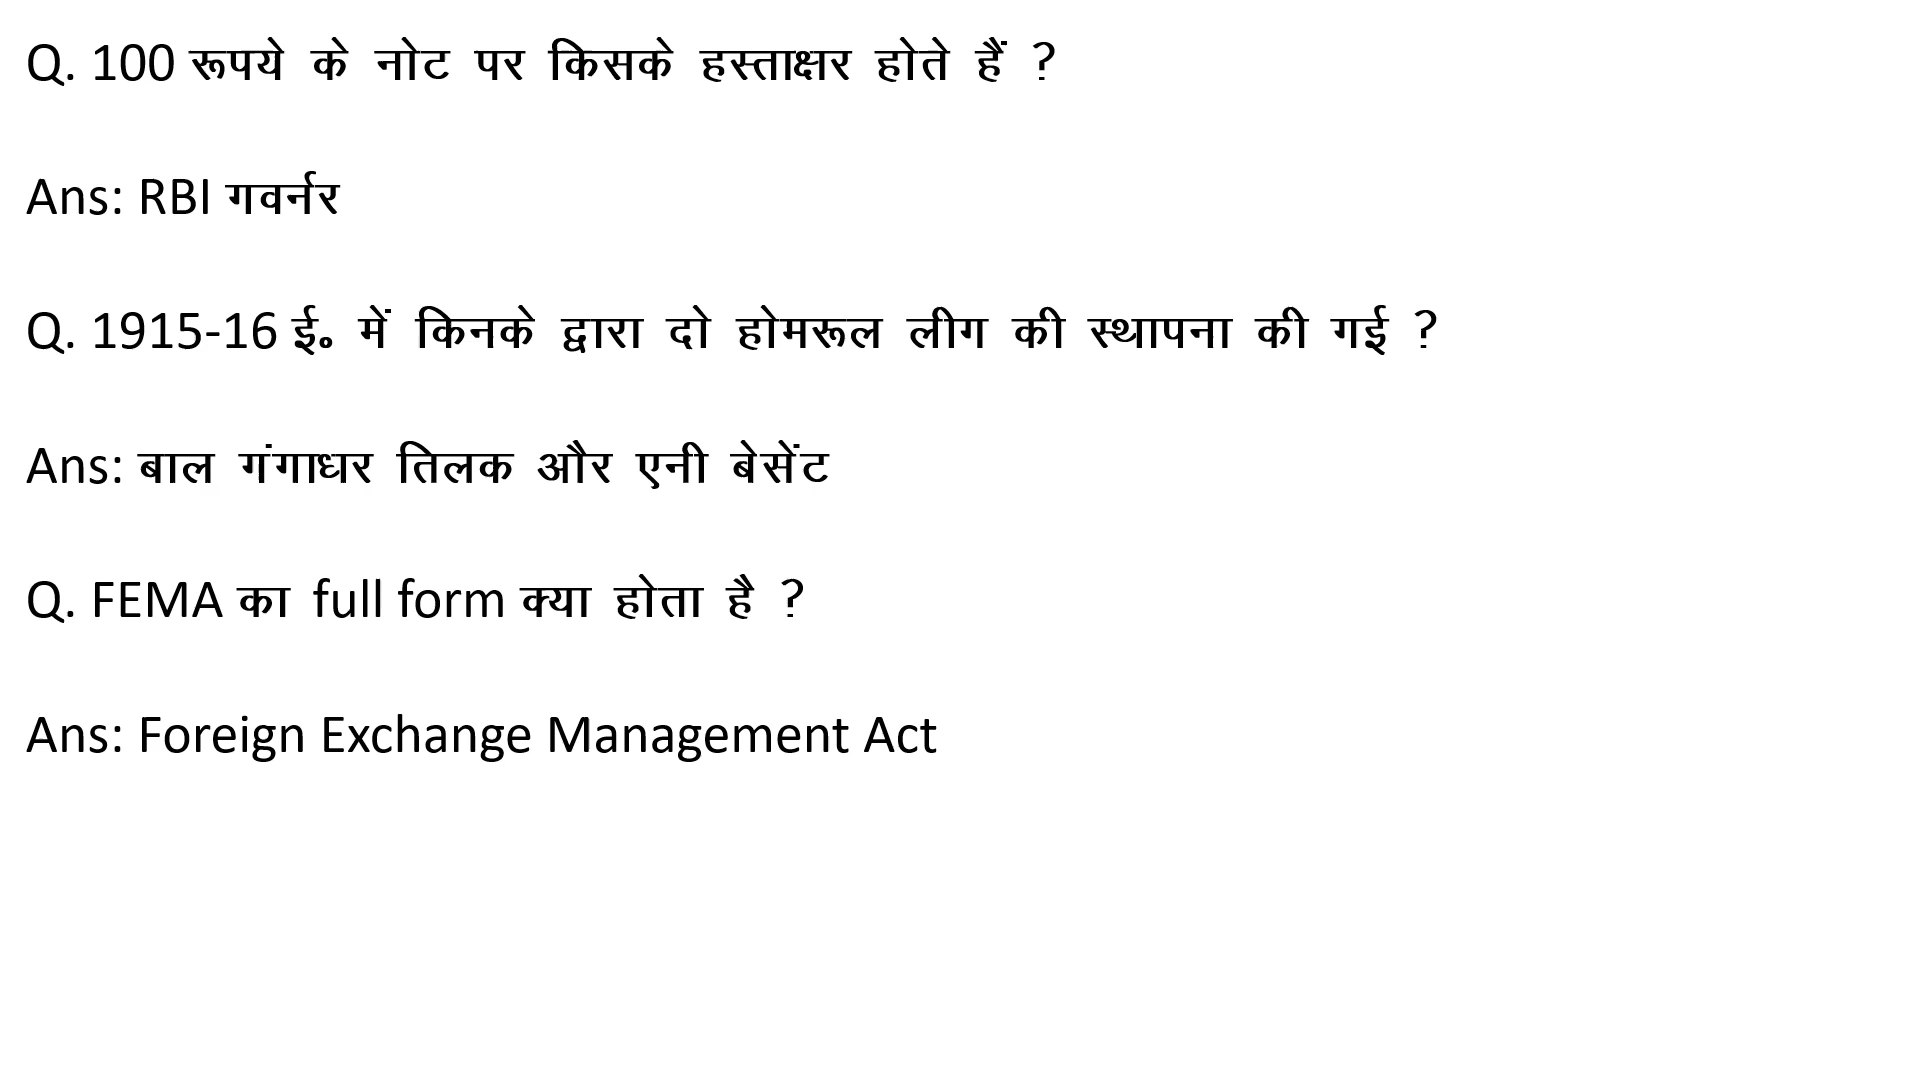 Q. 100 रूपये के नोट पर किसके हस्ताक्षर होते हैं ?
Ans: RBI गवर्नर
Q. 1915-16 ई॰ में किनके द्वारा दो होमरूल लीग की स्थापना की गई ?
Ans: बाल गंगाधर तिलक और एनी बेसेंट
Q. FEMA का full form क्या होता है ?
Ans: Foreign Exchange Management Act